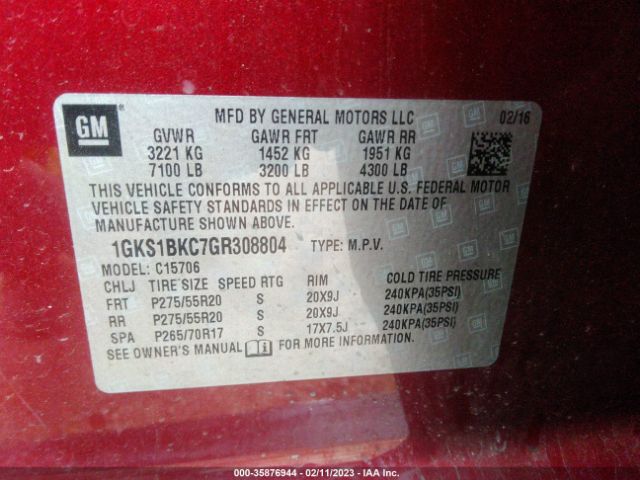 GM
MFD BY GENERAL MOTORS LLC 02/16
GVWR GAWR FRT GAWR RR
3221 KG 1452 KG 1951 KG
7100 LB 3200 LB 4300 LB
THIS VEHICLE CONFORMS TO ALL APPLICABLE U.S. FEDERAL MOTOR
VEHICLE SAFETY STANDARDS IN EFFECT ON THE DATE OF
MANUFACTURE SHOWN ABOVE.
1GKS1BKC7GR308804 TYPE: M.P.V.
MODEL: C15706
CHLJ TIRE SIZE SPEED RTG RIM COLD TIRE PRESSURE
FRT P275/55R20 S 20X9J 240KPA(35PSI)
RR P275/55R20 S 20X9J 240KPA(35PSI)
SPA P265/70R17 S 17X7.5J 240KPA(35PSI)
SEE OWNER'S MANUAL FOR MORE INFORMATION
000-35876944 - 02/11/2023 - IAA Inc.